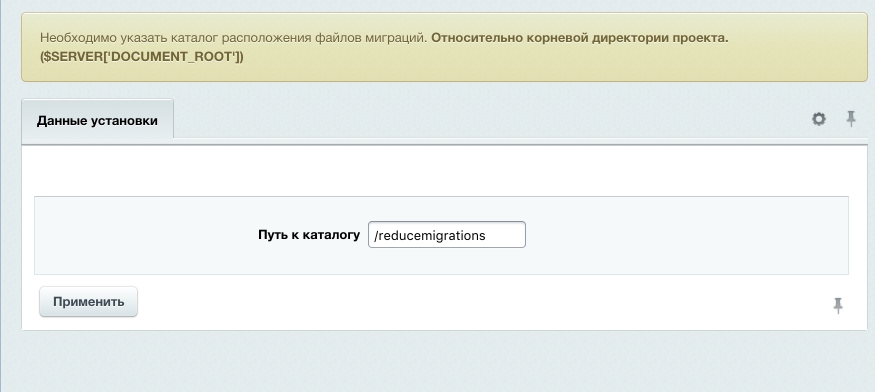 Необходимо указать каталог расположения файлов миграций. Относительно корневой директории проекта.
($SERVER['DOCUMENT_ROOT'])
Данные установки
Путь к каталогу /reducemigrations
Применить